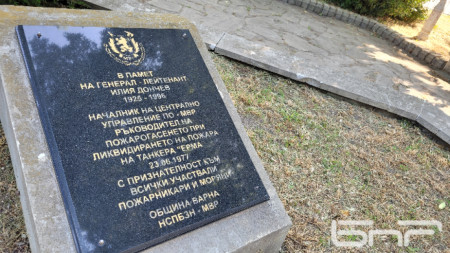 В ПАМЕТ
НА ГЕНЕРАЛ - ЛЕЙТЕНАНТ
ИЛИЯ ДОНЧЕВ
1925 - 1996
НАЧАЛНИК НА ЦЕНТРАЛНО
УПРАВЛЕНИЕ ПО - МВР
РЪКОВОДИТЕЛ НА
ПОЖАРОГАСЕНЕТО ПРИ
ЛИКВИДИРАНЕТО НА ПОЖАРА
НА ТАНКЕРА "ЕРМА"
23.06.1977
С ПРИЗНАТЕЛНОСТ КЪМ
ВСИЧКИ УЧАСТВАЛИ
ПОЖАРНИКАРИ И МОРЯЦИ
ОБЩИНА ВАРНА
НСПБЗН - МВР
БНР